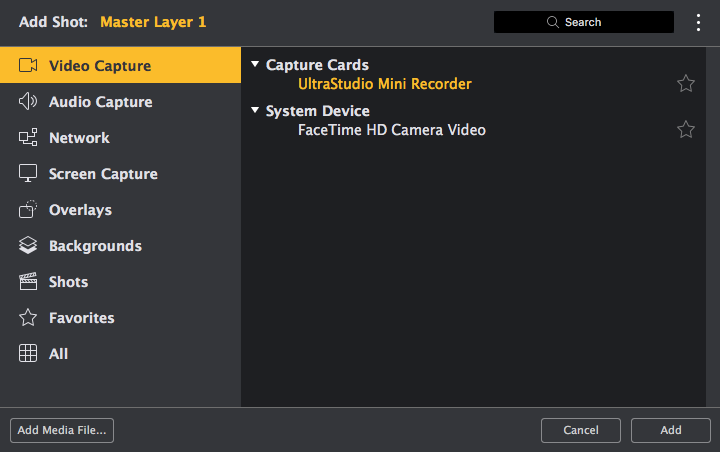 Add Shot: Master Layer 1
Search
Video Capture
Audio Capture
Network
Screen Capture
Overlays
Backgrounds
Shots
Favorites
All
Capture Cards
UltraStudio Mini Recorder
System Device
FaceTime HD Camera Video
Add Media File...
Cancel
Add